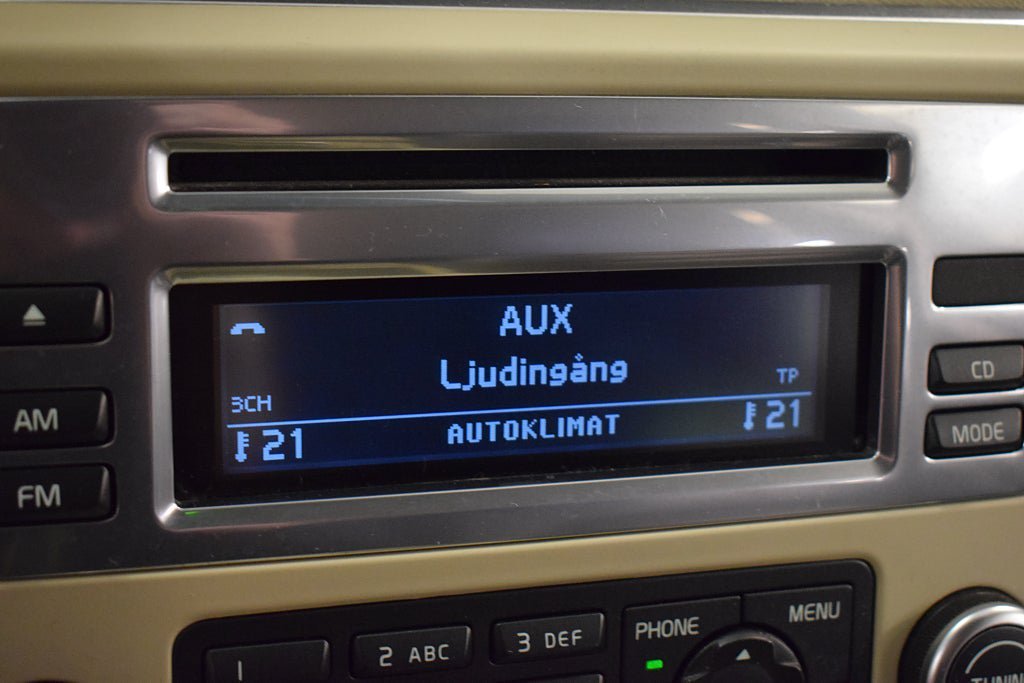 AUX
Ljudingång
3CH
TP
21 AUTOKLIMAT 21
AM
FM
CD
MODE
1
2 ABC
3 DEF
PHONE
MENU